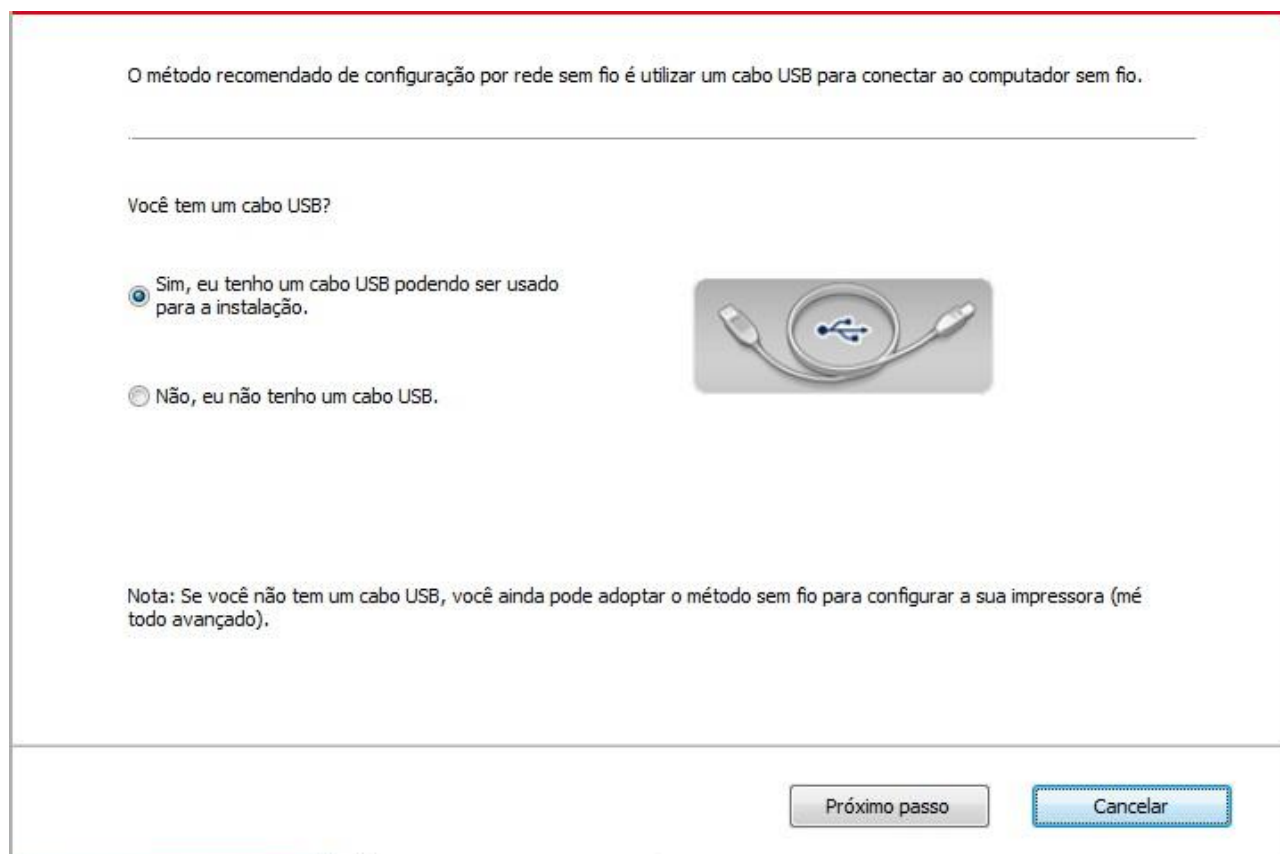 O método recomendado de configuração por rede sem fio é utilizar um cabo USB para conectar ao computador sem fio.
Você tem um cabo USB?
Sim, eu tenho um cabo USB podendo ser usado
para a instalação.
Não, eu não tenho um cabo USB.
Nota: Se você não tem um cabo USB, você ainda pode adoptar o método sem fio para configurar a sua impressora (mé
todo avançado).
Próximo passo
Cancelar